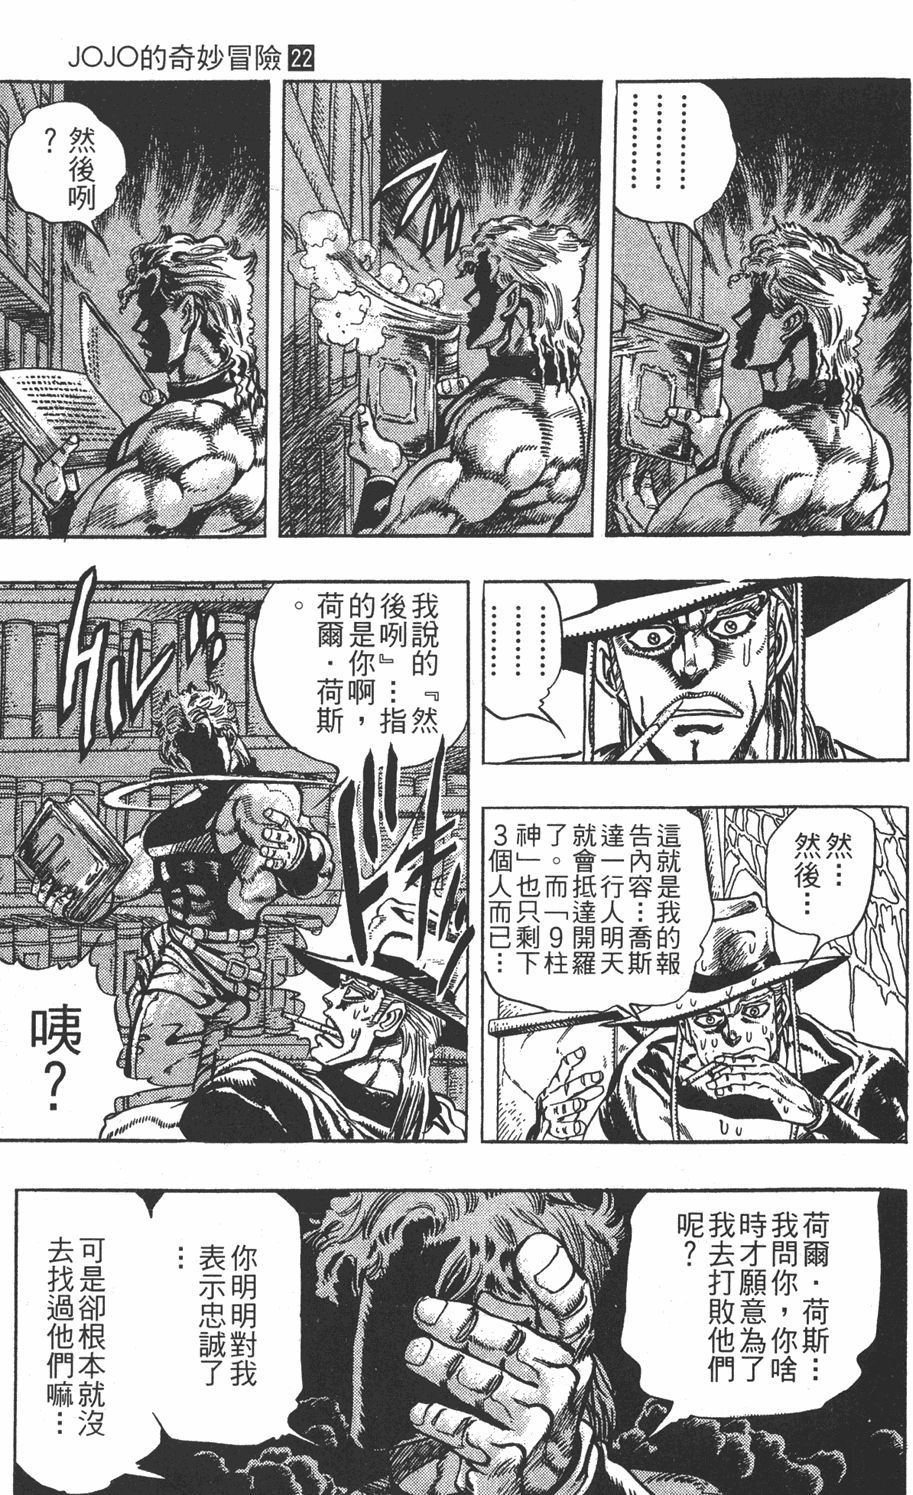 JOJO的奇妙冒險22
…………
…………
フワッ
然後咧
？
…………
…………
然…
然後…
這就是我的報
告內容…喬斯
達一行人明天
就會抵達開羅
了。而「9柱
神」也只剩下
3個人而已…
我說的『然
後咧』…指
的是你啊，
荷爾·荷斯
。
咦？
荷爾·荷斯…
我問你，你啥
時才願意為了
我去打敗他們
呢？
你明明對我
表示忠誠了
…
可是卻根本就沒
去找過他們嘛…